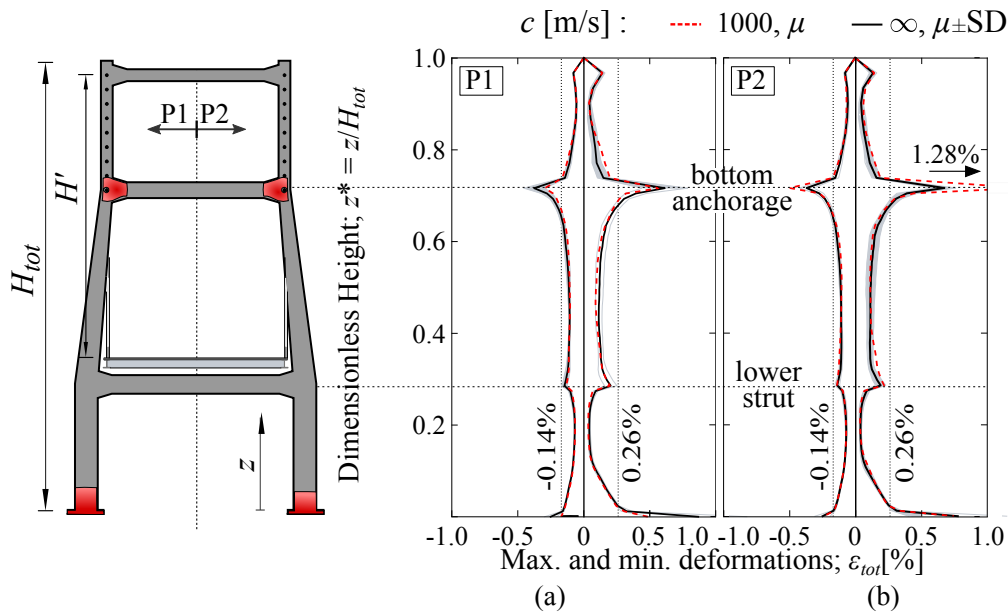 c [m/s] : 1000, μ ∞, μ±SD
H_tot
H'
P1 P2
z
Dimensionless Height; z* = z/H_tot
1.0
0.8
0.6
0.4
0.2
P1
-0.14%
0.26%
bottom
anchorage
lower
strut
P2
1.28%
-0.14%
0.26%
-1.0 -0.5 0 0.5 -1.0 -0.5 0 0.5 1.0
Max. and min. deformations; ε_tot[%]
(a) (b)